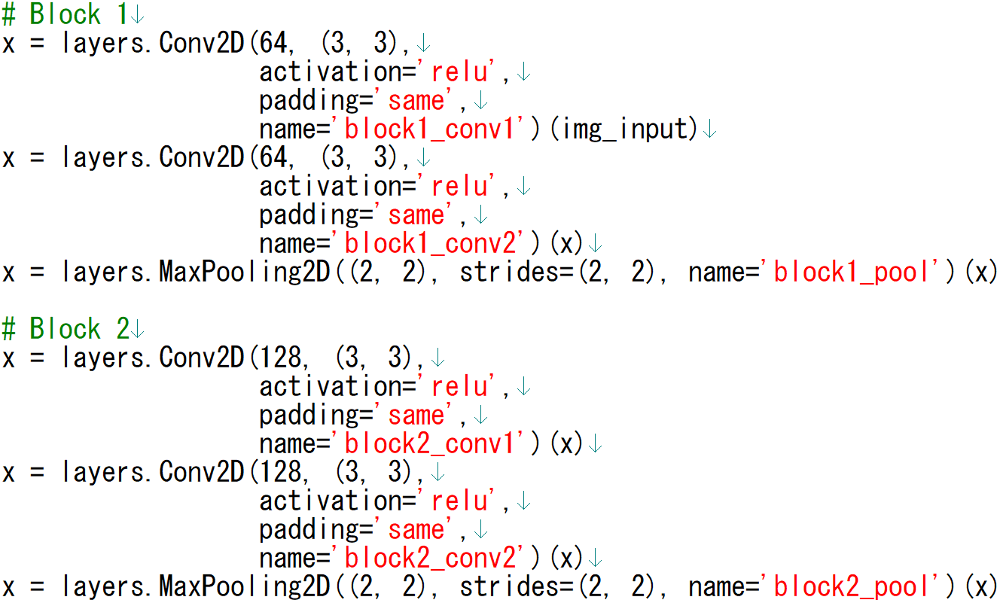 # Block 1↓
x = layers.Conv2D(64, (3, 3),↓
                  activation='relu',↓
                  padding='same',↓
                  name='block1_conv1')(img_input)↓
x = layers.Conv2D(64, (3, 3),↓
                  activation='relu',↓
                  padding='same',↓
                  name='block1_conv2')(x)↓
x = layers.MaxPooling2D((2, 2), strides=(2, 2), name='block1_pool')(x)

# Block 2↓
x = layers.Conv2D(128, (3, 3),↓
                  activation='relu',↓
                  padding='same',↓
                  name='block2_conv1')(x)↓
x = layers.Conv2D(128, (3, 3),↓
                  activation='relu',↓
                  padding='same',↓
                  name='block2_conv2')(x)↓
x = layers.MaxPooling2D((2, 2), strides=(2, 2), name='block2_pool')(x)